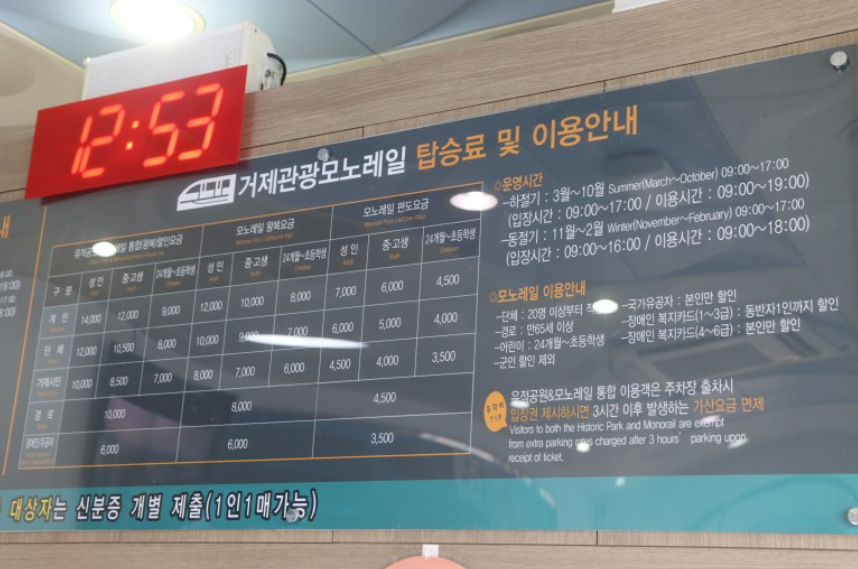 12:53
거제관광모노레일 탑승료 및 이용안내
모노레일 통합(왕복)할인요금 모노레일 왕복요금 모노레일 편도요금
구분 성인 중·고생 24개월~초등학생 성인 중·고생 24개월~초등학생 성인 중·고생 24개월~초등학생
개인 14,000 12,000 9,000 12,000 10,000 8,000 7,000 6,000 4,500
단체 12,000 10,500 8,000 10,000 9,000 7,000 6,000 5,000 4,000
거제시민 10,000 8,500 7,000 8,000 7,000 6,000 4,500 4,000 3,500
경로 10,000 8,000 4,500
장애인/유공자 6,000 6,000 3,500
운영시간
-하절기 : 3월~10월 Summer(March~October) 09:00~17:00
(입장시간 : 09:00~17:00 / 이용시간 : 09:00~19:00)
-동절기 : 11월~2월 Winter(November~February) 09:00~17:00
(입장시간 : 09:00~16:00 / 이용시간 : 09:00~18:00)
모노레일 이용안내
-단체 : 20명 이상부터
-경로 : 만65세 이상
-어린이 : 24개월~초등학생
-군인 할인 제외
-국가유공자 : 본인만 할인
-장애인 복지카드(1~3급) : 동반자1인까지 할인
-장애인 복지카드(4~6급) : 본인만 할인
유적공원&모노레일 통합 이용객은 주차장 출차시
입장권 제시하시면 3시간 이후 발생하는 가산요금 면제
Visitors to both the Historic Park and Monorail are exempt
from extra parking charged after 3 hours' parking upon
receipt of ticket.
대상자는 신분증 개별 제출(1인1매가능)